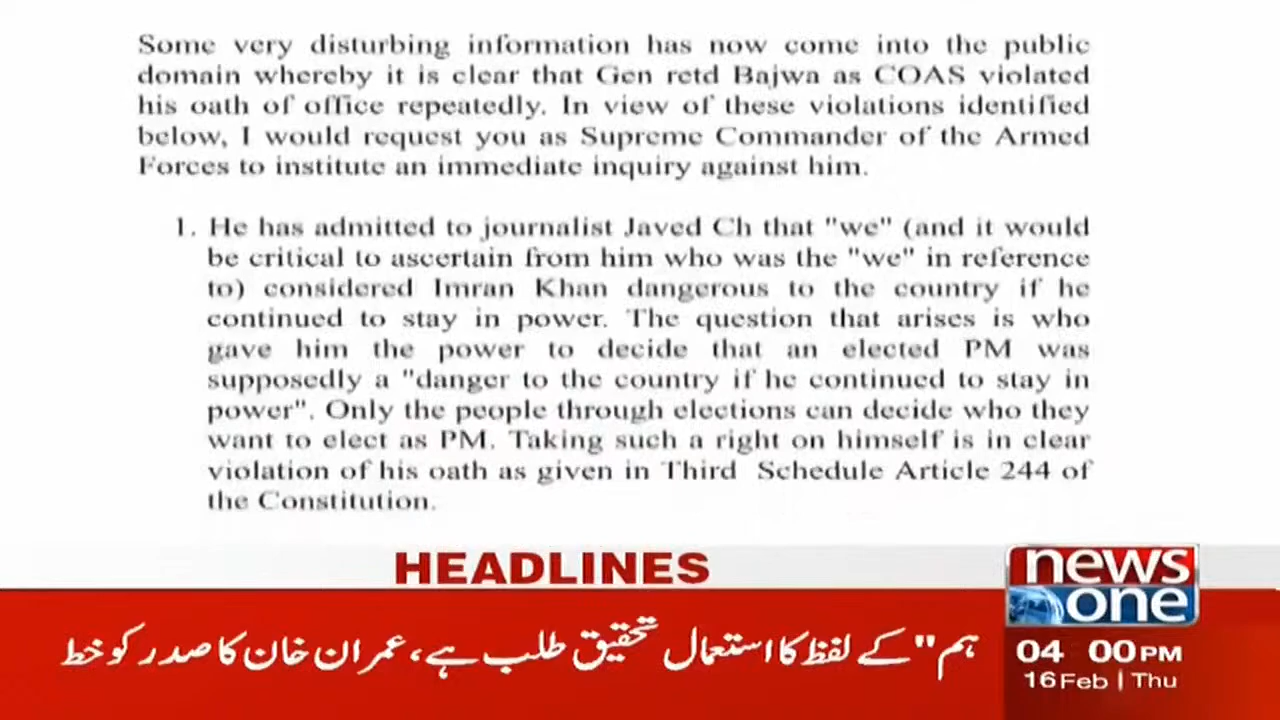 Some very disturbing information has now come into the public
domain whereby it is clear that Gen retd Bajwa as COAS violated
his oath of office repeatedly. In view of these violations identified
below, I would request you as Supreme Commander of the Armed
Forces to institute an immediate inquiry against him.
1. He has admitted to journalist Javed Ch that "we" (and it would
be critical to ascertain from him who was the "we" in reference
to) considered Imran Khan dangerous to the country if he
continued to stay in power. The question that arises is who
gave him the power to decide that an elected PM was
supposedly a "danger to the country if he continued to stay in
power". Only the people through elections can decide who they
want to elect as PM. Taking such a right on himself is in clear
violation of his oath as given in Third Schedule Article 244 of
the Constitution.
HEADLINES
news
one
ہم" کے لفظ کا استعمال تحقیق طلب ہے، عمران خان کا صدر کو خط
04 00PM
16 Feb | Thu